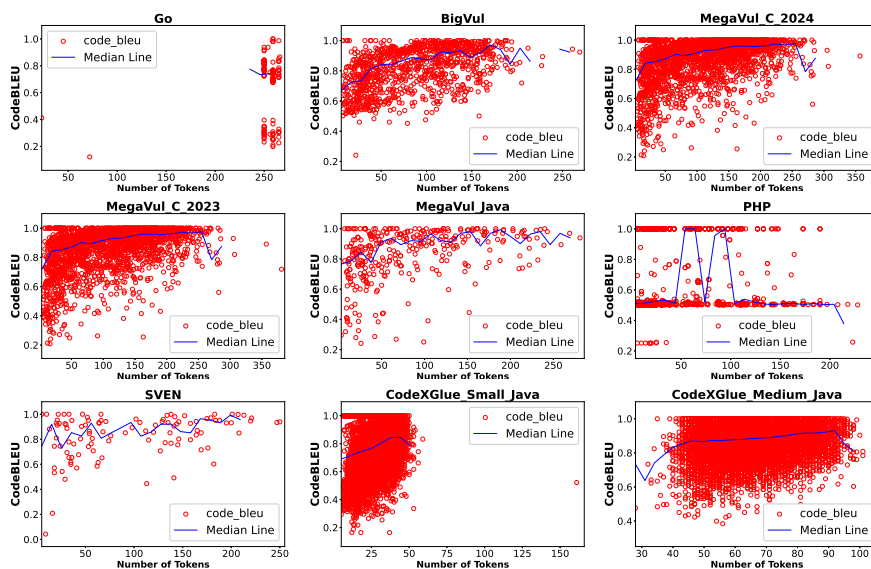 Go
CodeBLEU
1.0
0.8
0.6
0.4
0.2
code_bleu
Median Line
50 100 150 200 250
Number of Tokens
BigVul
CodeBLEU
1.0
0.8
0.6
0.4
0.2
code_bleu
Median Line
50 100 150 200 250
Number of Tokens
MegaVul_C_2024
CodeBLEU
1.0
0.8
0.6
0.4
0.2
code_bleu
Median Line
50 100 150 200 250 300 350
Number of Tokens
MegaVul_C_2023
CodeBLEU
1.0
0.8
0.6
0.4
0.2
code_bleu
Median Line
50 100 150 200 250 300 350
Number of Tokens
MegaVul_Java
CodeBLEU
1.0
0.8
0.6
0.4
0.2
code_bleu
Median Line
50 100 150 200 250
Number of Tokens
PHP
CodeBLEU
1.0
0.8
0.6
0.4
0.2
code_bleu
Median Line
50 100 150 200
Number of Tokens
SVEN
CodeBLEU
1.0
0.8
0.6
0.4
0.2
0.0
code_bleu
Median Line
50 100 150 200 250
Number of Tokens
CodeXGlue_Small_Java
CodeBLEU
1.0
0.8
0.6
0.4
0.2
code_bleu
Median Line
25 50 75 100 125 150
Number of Tokens
CodeXGlue_Medium_Java
CodeBLEU
1.0
0.8
0.6
0.4
code_bleu
Median Line
30 40 50 60 70 80 90 100
Number of Tokens